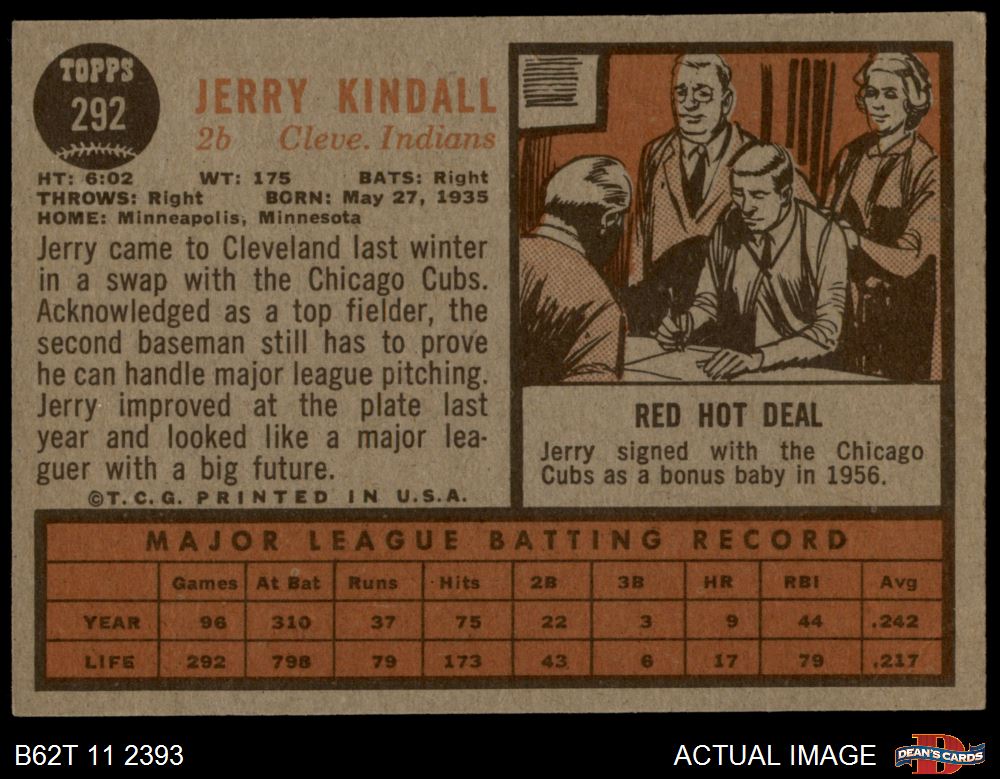 TOPPS
292
JERRY KINDALL
2b Cleve. Indians
HT: 6:02 WT: 175 BATS: Right
THROWS: Right BORN: May 27, 1935
HOME: Minneapolis, Minnesota
Jerry came to Cleveland last winter
in a swap with the Chicago Cubs.
Acknowledged as a top fielder, the
second baseman still has to prove
he can handle major league pitching.
Jerry improved at the plate last
year and looked like a major lea-
guer with a big future.
©T.C.G. PRINTED IN U.S.A.
RED HOT DEAL
Jerry signed with the Chicago
Cubs as a bonus baby in 1956.
MAJOR LEAGUE BATTING RECORD
Games At Bat Runs Hits 2B 3B HR RBI Avg
YEAR 96 310 37 75 22 3 9 44 .242
LIFE 292 798 79 173 43 6 17 79 .217
B62T 11 2393
ACTUAL IMAGE
DEAN'S CARDS